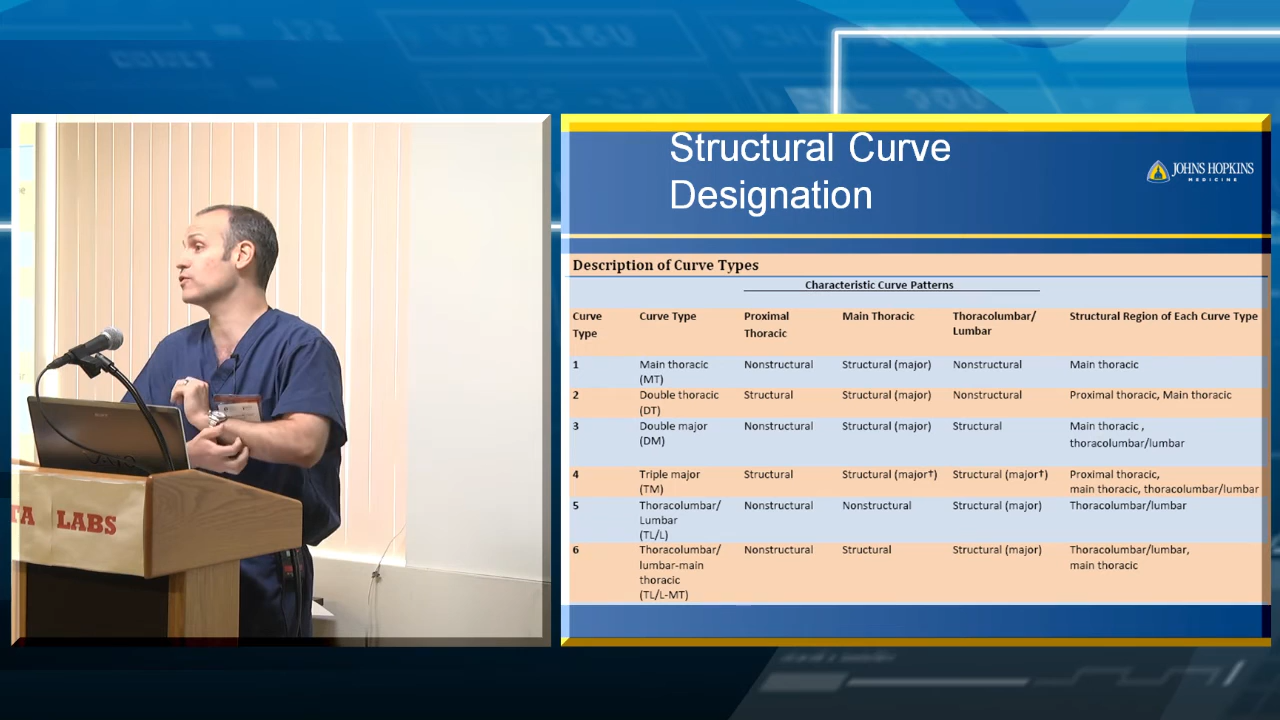 Structural Curve
Designation
JOHNS HOPKINS
MEDICINE
Description of Curve Types
Characteristic Curve Patterns
Curve Type Curve Type Proximal Thoracic Main Thoracic Thoracolumbar/ Lumbar Structural Region of Each Curve Type
1 Main thoracic (MT) Nonstructural Structural (major) Nonstructural Main thoracic
2 Double thoracic (DT) Structural Structural (major) Nonstructural Proximal thoracic, Main thoracic
3 Double major (DM) Nonstructural Structural (major) Structural Main thoracic , thoracolumbar/lumbar
4 Triple major (TM) Structural Structural (major†) Structural (major†) Proximal thoracic, main thoracic, thoracolumbar/lumbar
5 Thoracolumbar/ Lumbar (TL/L) Nonstructural Nonstructural Structural (major) Thoracolumbar/lumbar
6 Thoracolumbar/ lumbar-main thoracic (TL/L-MT) Nonstructural Structural Structural (major) Thoracolumbar/lumbar, main thoracic
TA LABS
SONY